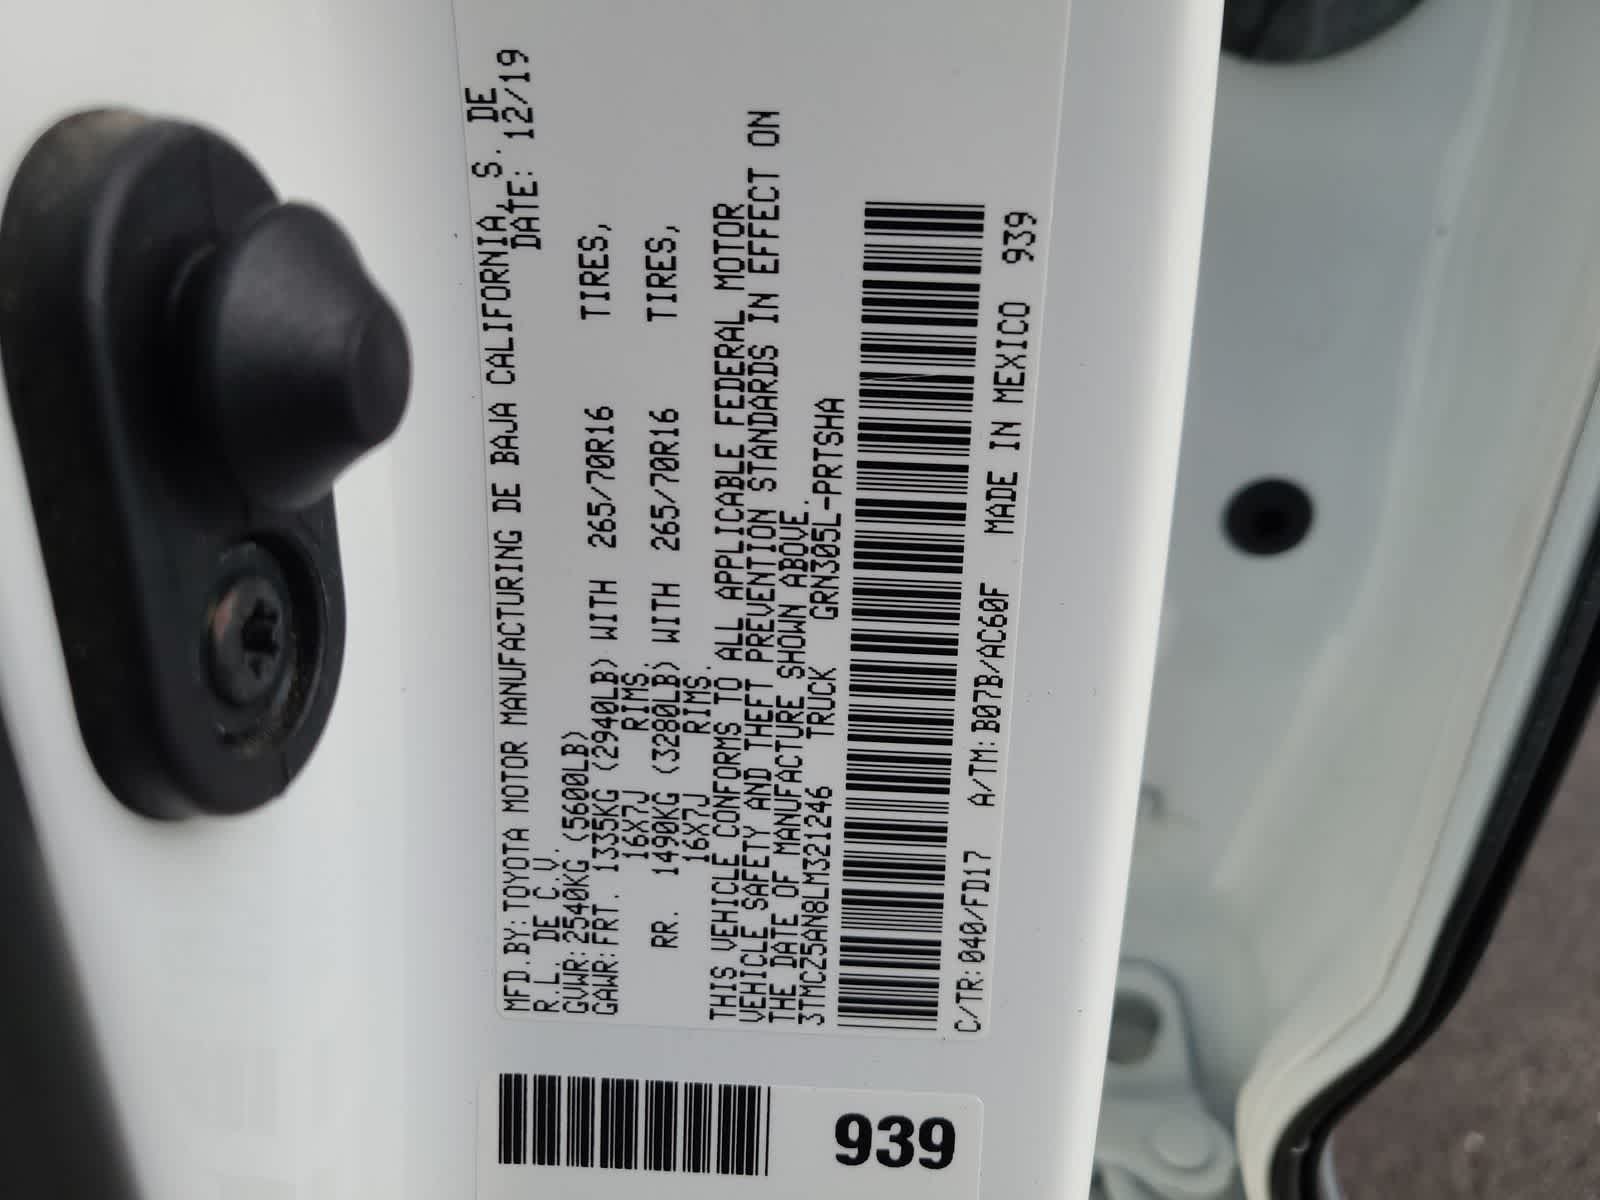 MFD.BY:TOYOTA MOTOR MANUFACTURING DE BAJA CALIFORNIA, S. DE
R.L. DE C.V. DATE: 12/19
GVWR:2540KG (5600LB)
GAWR:FRT. 1335KG (2940LB) WITH 265/70R16 TIRES,
16X7J RIMS.
RR. 1490KG (3280LB) WITH 265/70R16 TIRES,
16X7J RIMS.
THIS VEHICLE CONFORMS TO ALL APPLICABLE FEDERAL MOTOR
VEHICLE SAFETY AND THEFT PREVENTION STANDARDS IN EFFECT ON
THE DATE OF MANUFACTURE SHOWN ABOVE.
3TMCZ5AN8LM321246 TRUCK GRN305L-PRTSHA
C/TR:040/FD17 A/TM:B07B/AC60F MADE IN MEXICO 939
939